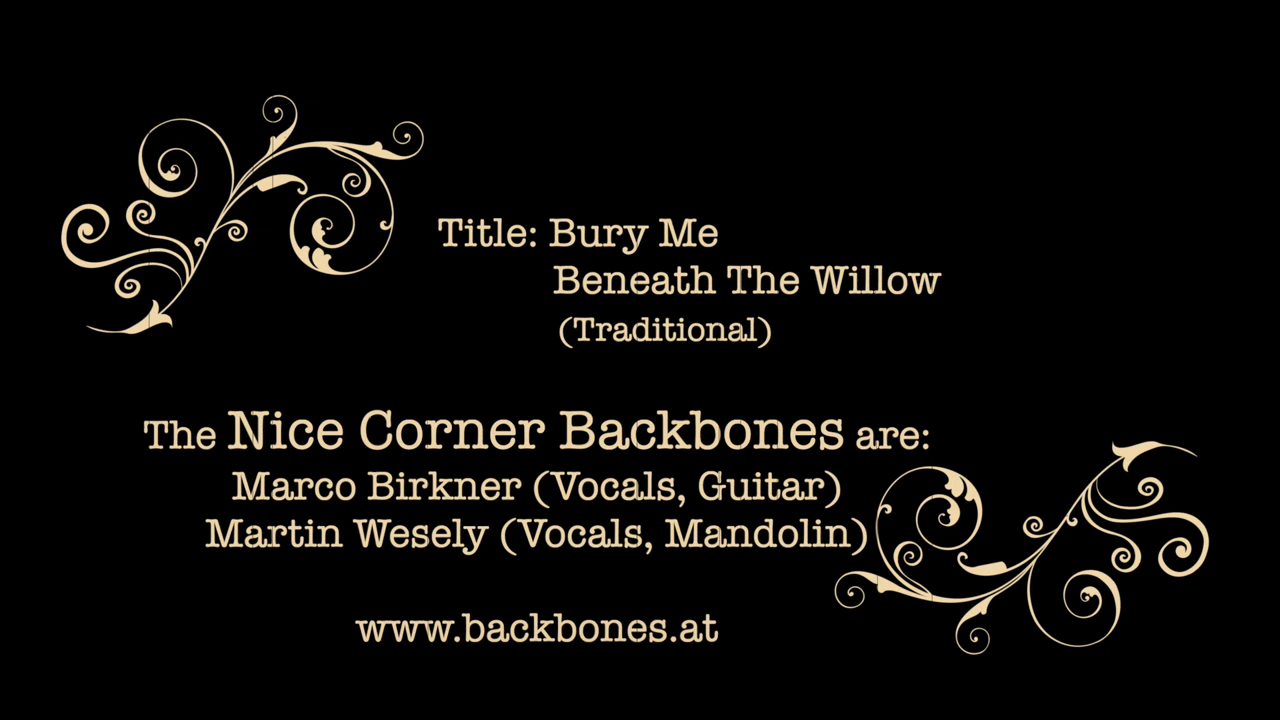 Title: Bury Me
Beneath The Willow
(Traditional)
The Nice Corner Backbones are:
Marco Birkner (Vocals, Guitar)
Martin Wesely (Vocals, Mandolin)
www.backbones.at